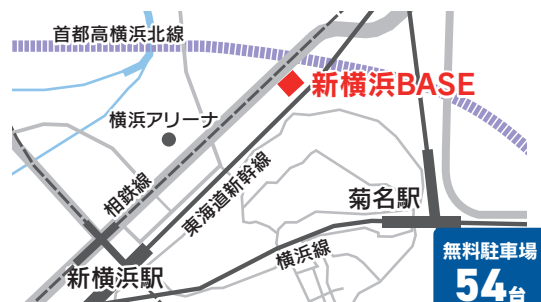 首都高横浜北線
新横浜BASE
横浜アリーナ
相鉄線
東海道新幹線
菊名駅
横浜線
新横浜駅
無料駐車場
54台